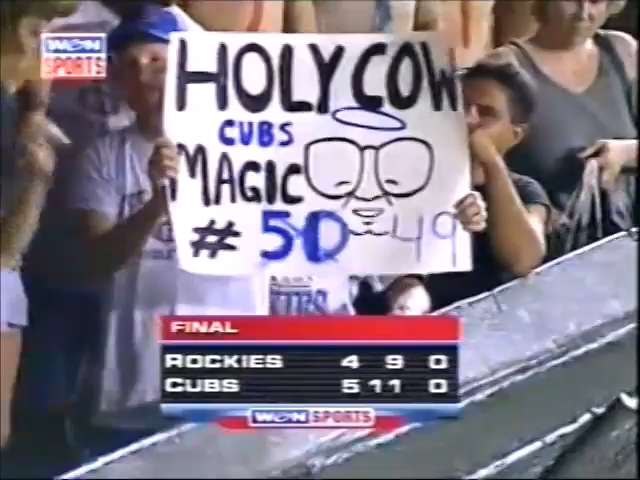 WGN
SPORTS
HOLY COW
CUBS
MAGIC
# 50 49
FINAL
ROCKIES 4 9 0
CUBS 5 11 0
WGN SPORTS